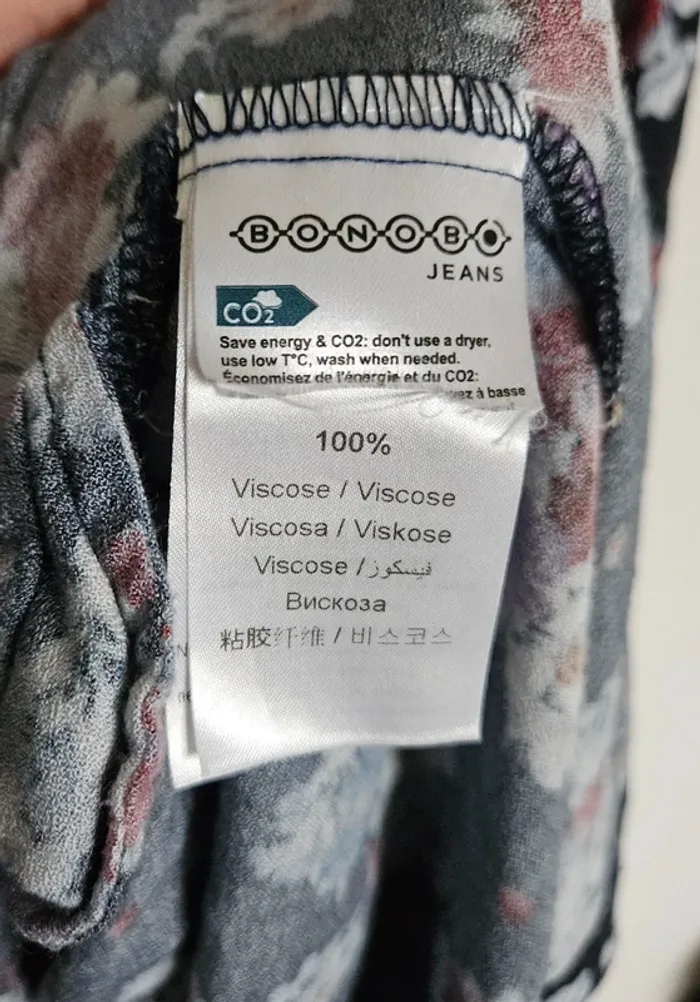 BONOBO
JEANS
CO2
Save energy & CO2: don't use a dryer,
use low T°C, wash when needed.
Économisez de l'énergie et du CO2:
à basse
100%
Viscose / Viscose
Viscosa / Viskose
Viscose / فيسكوز
Вискоза
粘胶纤维 / 비스코스